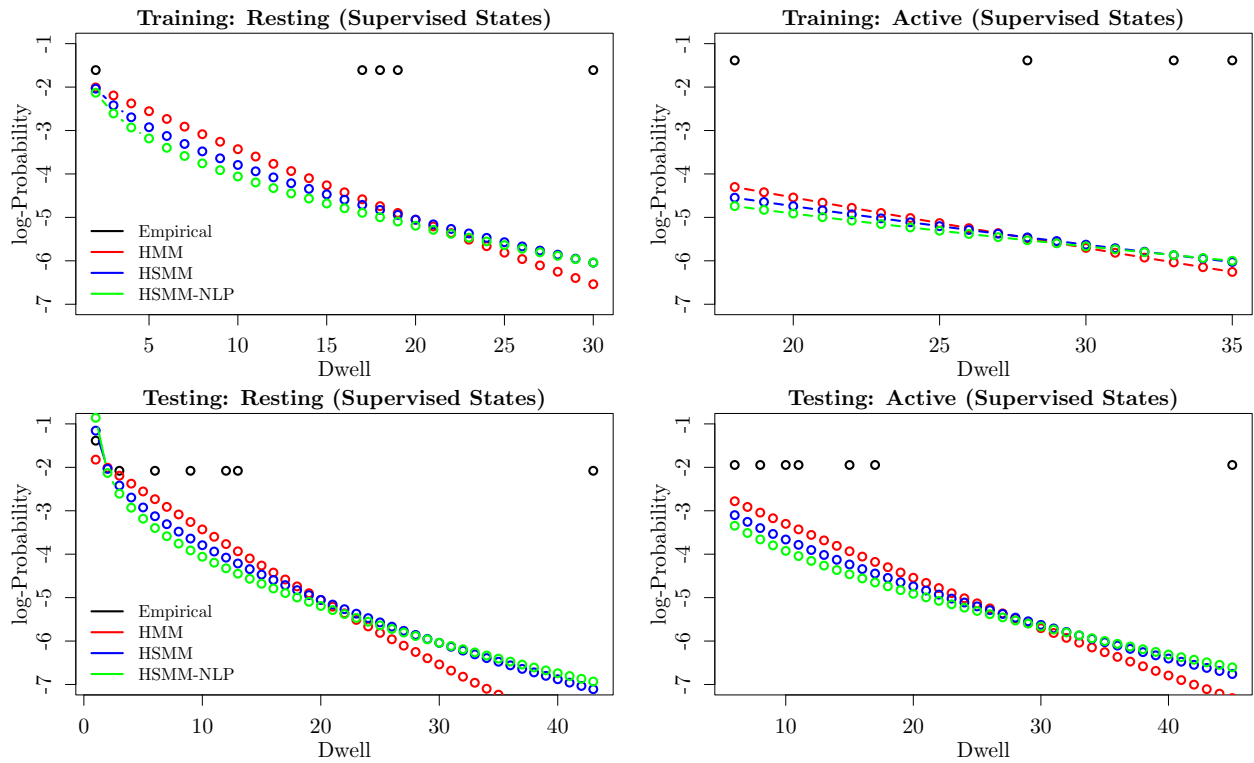 Training: Resting (Supervised States)
log-Probability
-1
-2
-3
-4
-5
-6
-7
Empirical
HMM
HSMM
HSMM-NLP
5 10 15 20 25 30
Dwell
Training: Active (Supervised States)
log-Probability
-1
-2
-3
-4
-5
-6
-7
20 25 30 35
Dwell
Testing: Resting (Supervised States)
log-Probability
-1
-2
-3
-4
-5
-6
-7
Empirical
HMM
HSMM
HSMM-NLP
0 10 20 30 40
Dwell
Testing: Active (Supervised States)
log-Probability
-1
-2
-3
-4
-5
-6
-7
10 20 30 40
Dwell